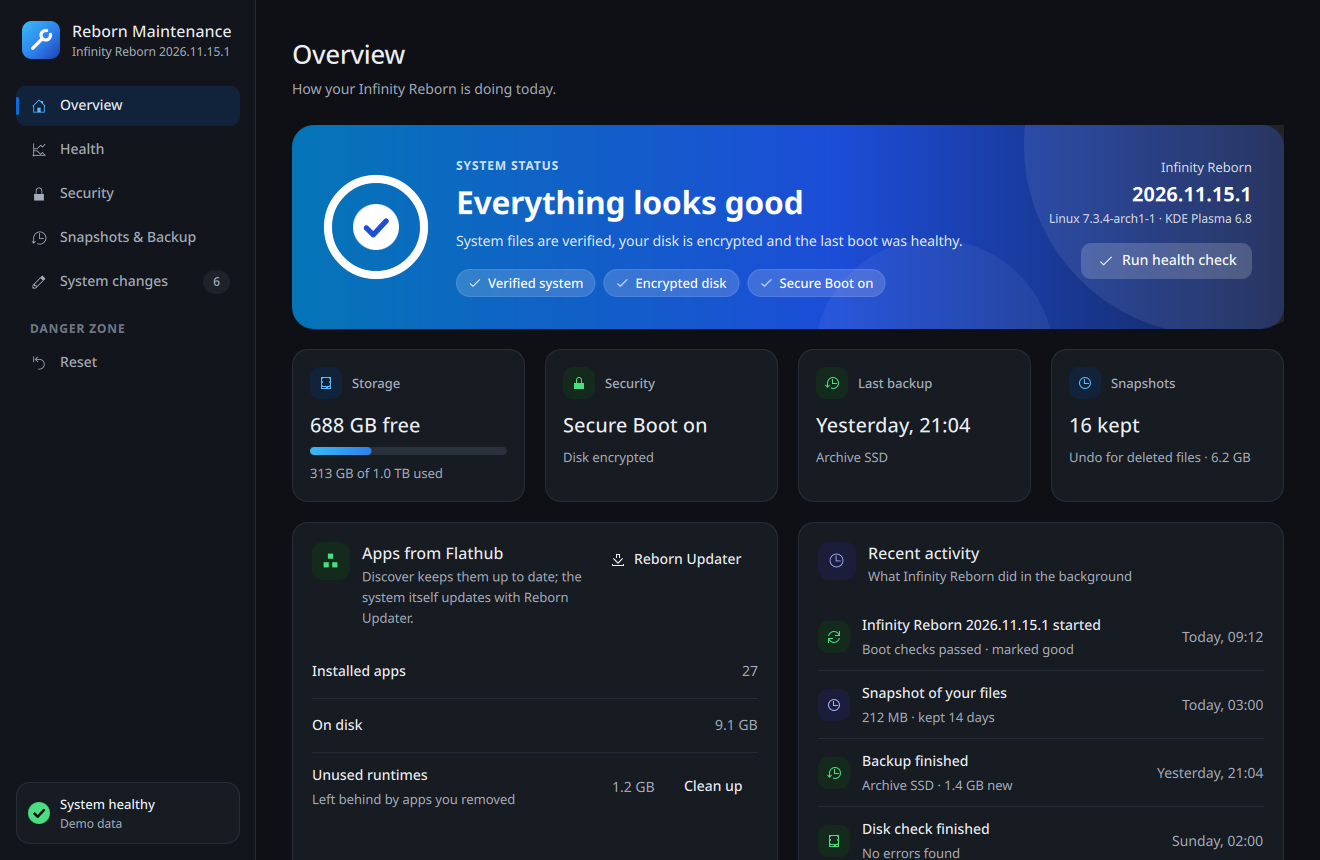 Reborn Maintenance
Infinity Reborn 2026.11.15.1
Overview
Health
Security
Snapshots & Backup
System changes
6
DANGER ZONE
Reset
System healthy
Demo data
Overview
How your Infinity Reborn is doing today.
SYSTEM STATUS
Everything looks good
System files are verified, your disk is encrypted and the last boot was healthy.
Verified system
Encrypted disk
Secure Boot on
Infinity Reborn
2026.11.15.1
Linux 7.3.4-arch1-1 · KDE Plasma 6.8
Run health check
Storage
688 GB free
313 GB of 1.0 TB used
Security
Secure Boot on
Disk encrypted
Last backup
Yesterday, 21:04
Archive SSD
Snapshots
16 kept
Undo for deleted files · 6.2 GB
Apps from Flathub
Discover keeps them up to date; the
system itself updates with Reborn
Updater.
Reborn Updater
Installed apps
27
On disk
9.1 GB
Unused runtimes
Left behind by apps you removed
1.2 GB
Clean up
Recent activity
What Infinity Reborn did in the background
Infinity Reborn 2026.11.15.1 started
Boot checks passed · marked good
Today, 09:12
Snapshot of your files
212 MB · kept 14 days
Today, 03:00
Backup finished
Archive SSD · 1.4 GB new
Yesterday, 21:04
Disk check finished
No errors found
Sunday, 02:00